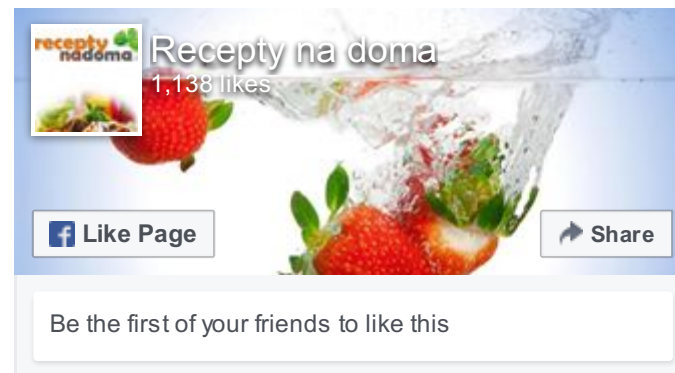 recepty
nadoma
Recepty na doma
1,138 likes
Like Page
Share
Be the first of your friends to like this